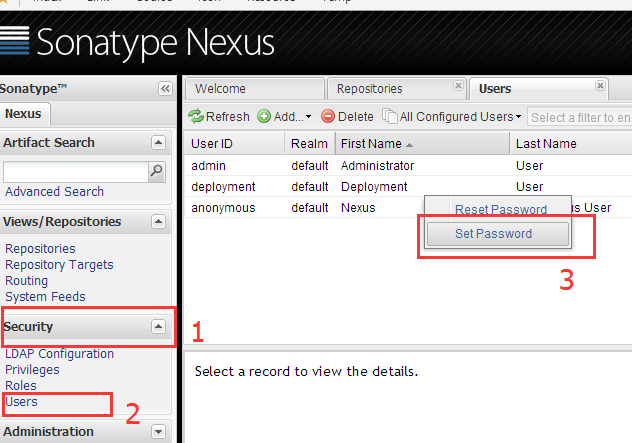 Sonatype Nexus
Sonatype™
Nexus
Artifact Search
Advanced Search
Views/Repositories
Repositories
Repository Targets
Routing
System Feeds
Security
1
LDAP Configuration
Privileges
Roles
Users
2
Administration
Welcome
Repositories
Users
Refresh Add... Delete All Configured Users Select a filter to en
User ID Realm First Name Last Name
admin default Administrator User
deployment default Deployment User
anonymous default Nexus is User
Reset Password
Set Password
3
Select a record to view the details.